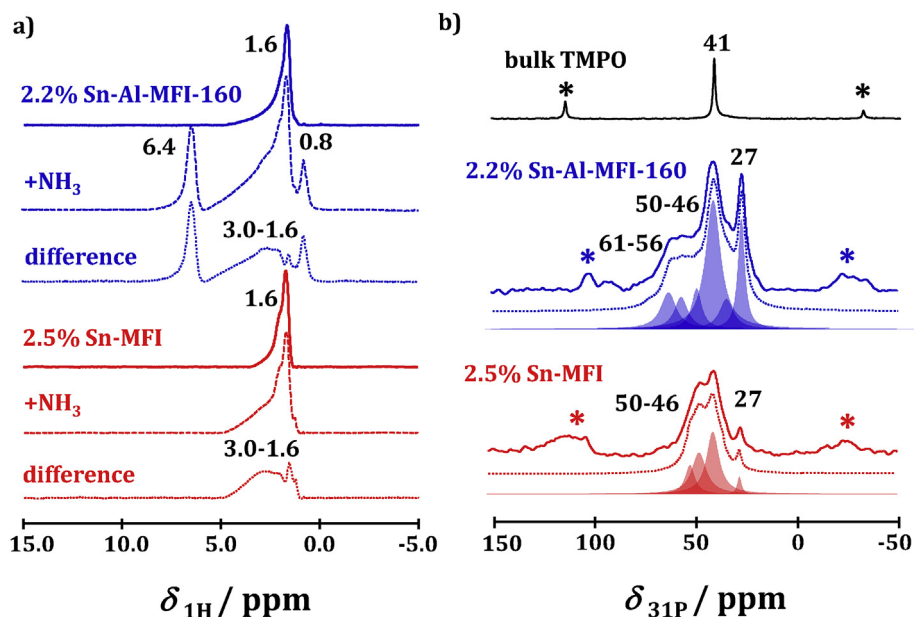 a)
1.6
2.2% Sn-Al-MFI-160
6.4
0.8
+NH₃
3.0-1.6
difference
1.6
2.5% Sn-MFI
+NH₃
3.0-1.6
difference
15.0 10.0 5.0 0.0 -5.0
δ 1H / ppm
b)
41
bulk TMPO
* *
2.2% Sn-Al-MFI-160
27
50-46
61-56
* *
2.5% Sn-MFI
50-46 27
* *
150 100 50 0 -50
δ 31P / ppm